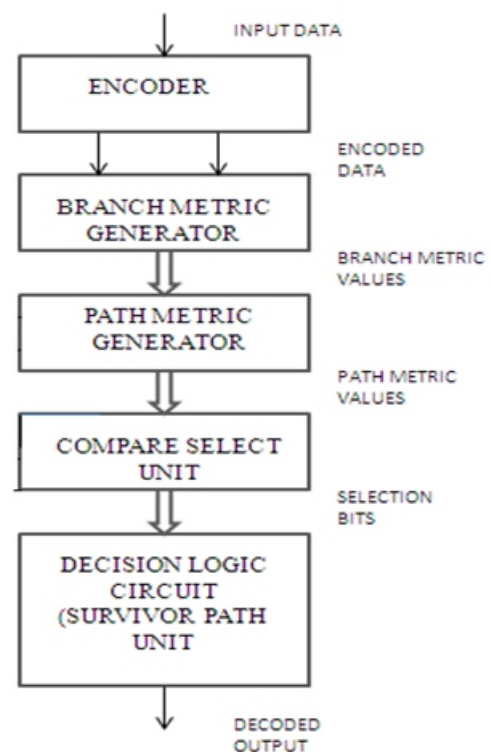 INPUT DATA
ENCODER
ENCODED
DATA
BRANCH METRIC
GENERATOR
BRANCH METRIC
VALUES
PATH METRIC
GENERATOR
PATH METRIC
VALUES
COMPARE SELECT
UNIT
SELECTION
BITS
DECISION LOGIC
CIRCUIT
(SURVIVOR PATH
UNIT
DECODED
OUTPUT